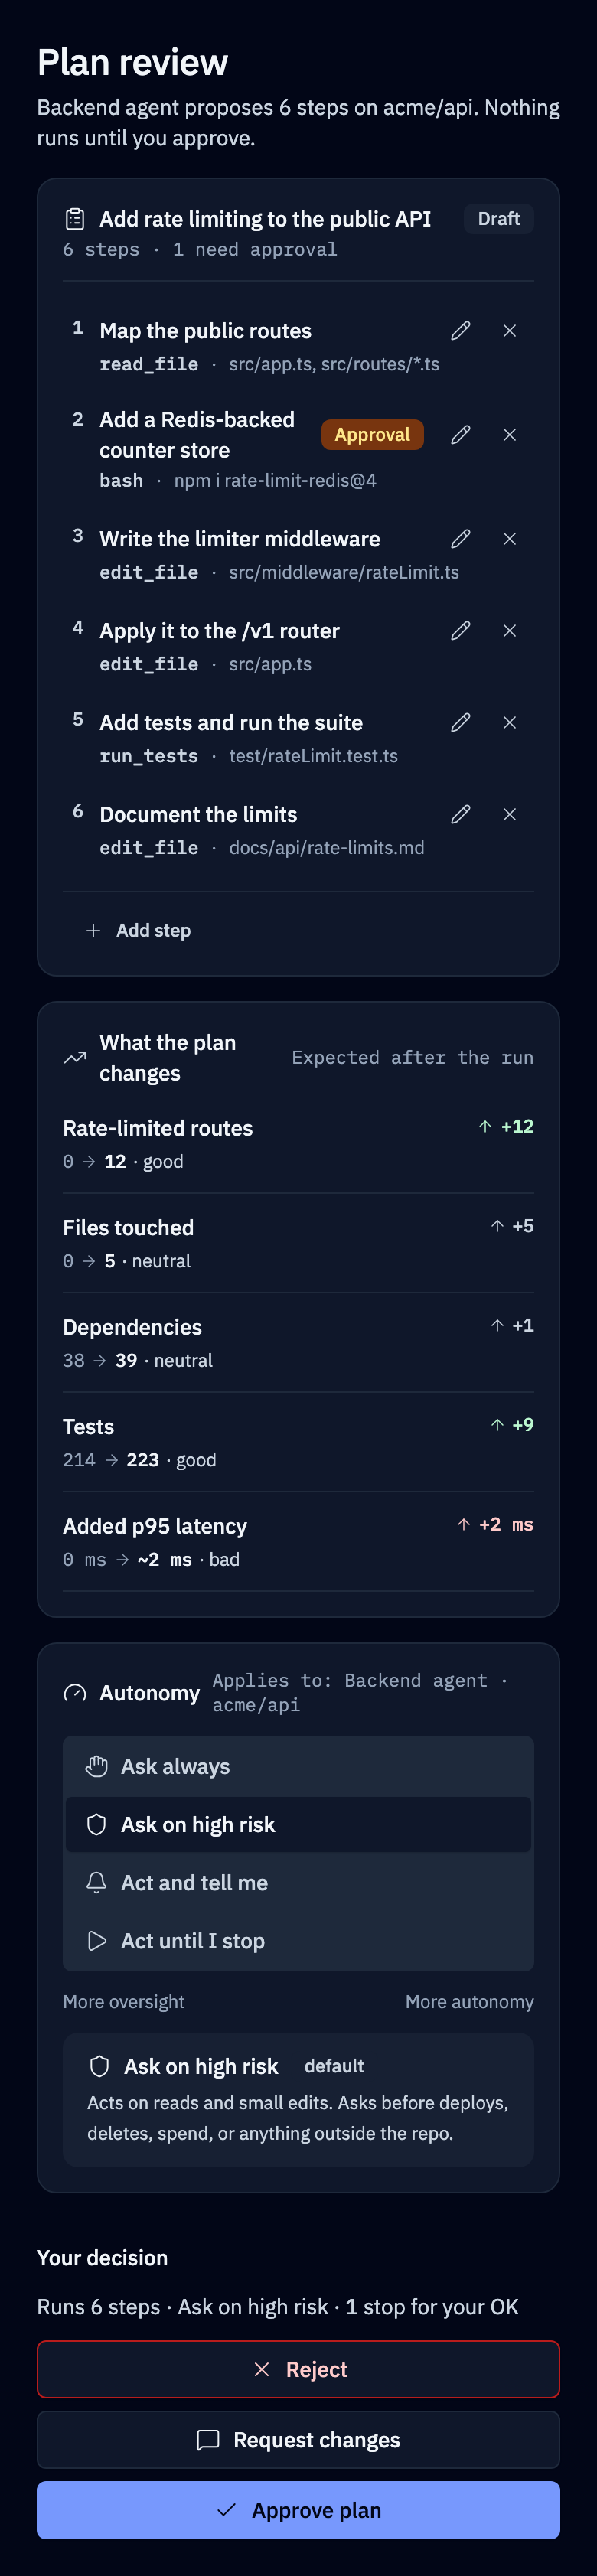 Plan review
Backend agent proposes 6 steps on acme/api. Nothing
runs until you approve.
Add rate limiting to the public API
Draft
6 steps · 1 need approval
1 Map the public routes
read_file · src/app.ts, src/routes/*.ts
2 Add a Redis-backed
counter store
Approval
bash · npm i rate-limit-redis@4
3 Write the limiter middleware
edit_file · src/middleware/rateLimit.ts
4 Apply it to the /v1 router
edit_file · src/app.ts
5 Add tests and run the suite
run_tests · test/rateLimit.test.ts
6 Document the limits
edit_file · docs/api/rate-limits.md
+ Add step
What the plan
changes
Expected after the run
Rate-limited routes
↑ +12
0 → 12 · good
Files touched
↑ +5
0 → 5 · neutral
Dependencies
↑ +1
38 → 39 · neutral
Tests
↑ +9
214 → 223 · good
Added p95 latency
↑ +2 ms
0 ms → ~2 ms · bad
Autonomy
Applies to: Backend agent ·
acme/api
Ask always
Ask on high risk
Act and tell me
Act until I stop
More oversight
More autonomy
Ask on high risk default
Acts on reads and small edits. Asks before deploys,
deletes, spend, or anything outside the repo.
Your decision
Runs 6 steps · Ask on high risk · 1 stop for your OK
Reject
Request changes
Approve plan